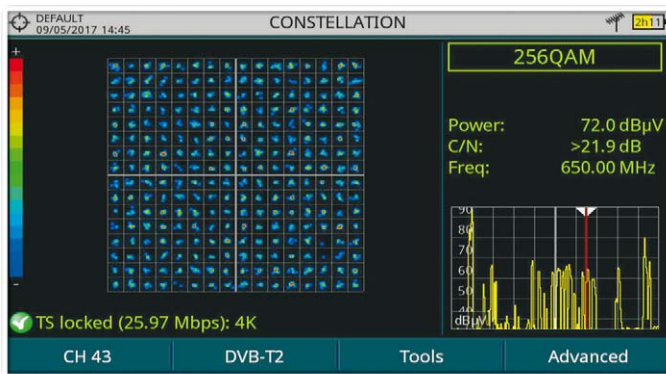 DEFAULT
09/05/2017 14:45
CONSTELLATION
2h11
+
-
256QAM
Power: 72.0 dBµV
C/N: >21.9 dB
Freq: 650.00 MHz
90
80
70
60
50
40
dBµV
TS locked (25.97 Mbps): 4K
CH 43
DVB-T2
Tools
Advanced